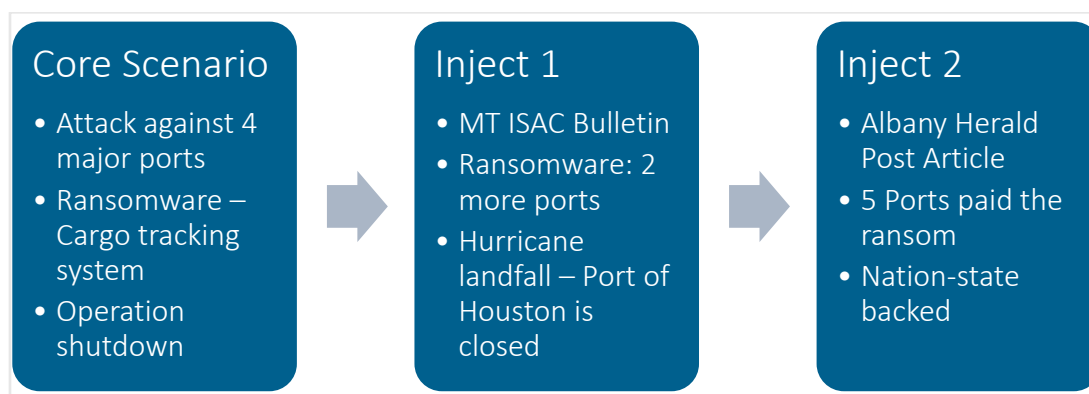 Core Scenario
• Attack against 4
major ports
• Ransomware –
Cargo tracking
system
• Operation
shutdown
Inject 1
• MT ISAC Bulletin
• Ransomware: 2
more ports
• Hurricane
landfall – Port of
Houston is
closed
Inject 2
• Albany Herald
Post Article
• 5 Ports paid the
ransom
• Nation-state
backed